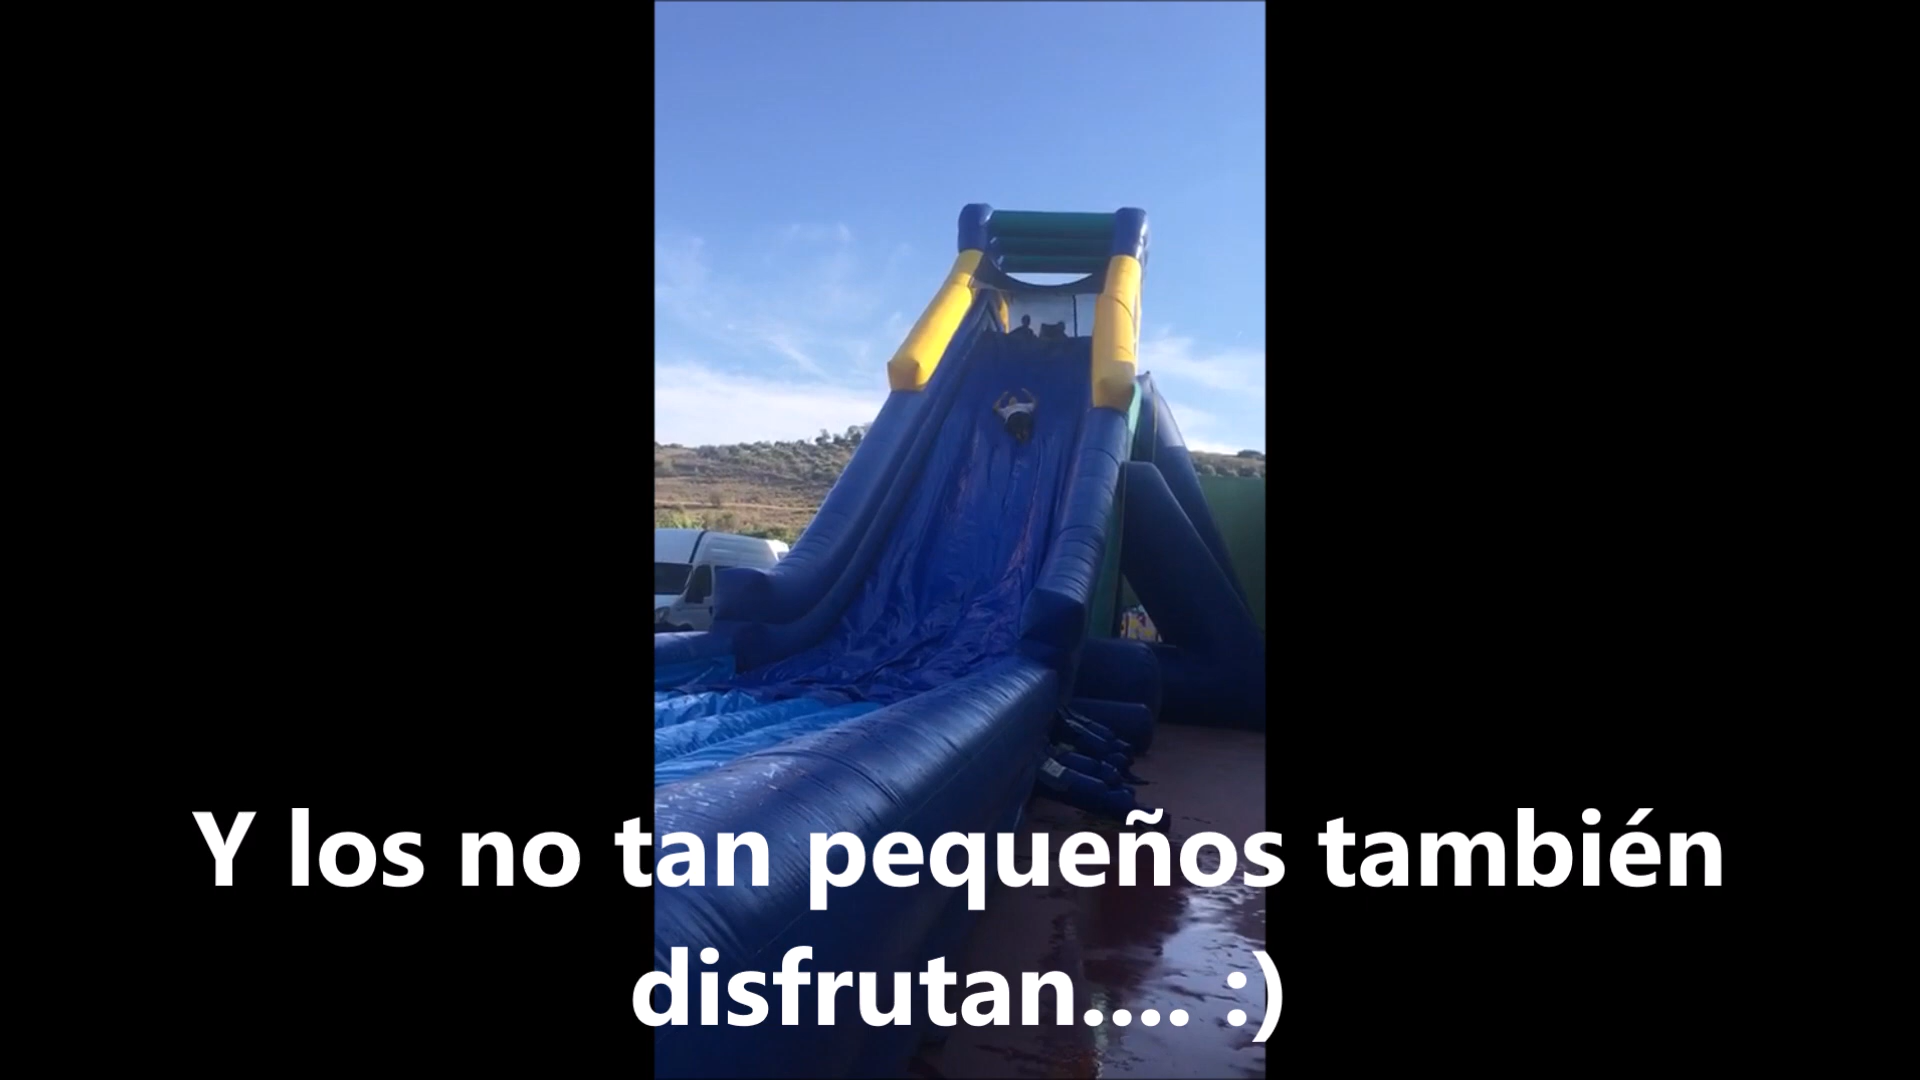 Y los no tan pequeños también
disfrutan.... :)